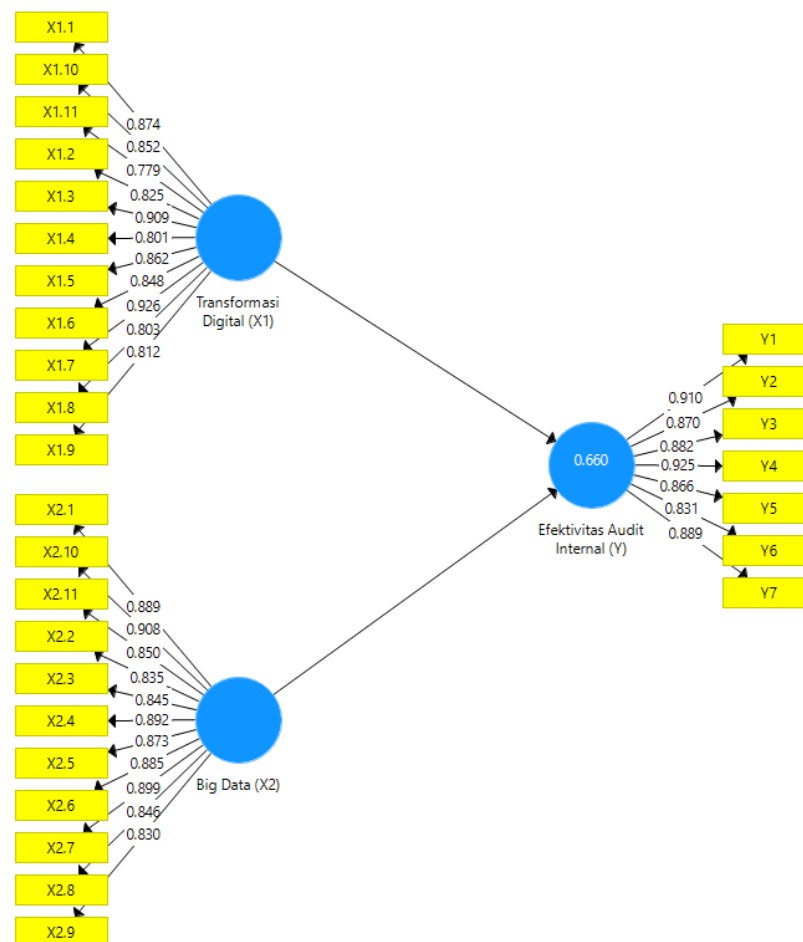 X1.1
X1.10
X1.11
X1.2
X1.3
X1.4
X1.5
X1.6
X1.7
X1.8
X1.9
0.874
0.852
0.779
0.825
0.909
0.801
0.862
0.848
0.926
0.803
0.812
Transformasi
Digital (X1)
X2.1
X2.10
X2.11
X2.2
X2.3
X2.4
X2.5
X2.6
X2.7
X2.8
X2.9
0.889
0.908
0.850
0.835
0.845
0.892
0.873
0.885
0.899
0.846
0.830
Big Data (X2)
0.660
Efektivitas Audit
Internal (Y)
0.910
0.870
0.882
0.925
0.866
0.831
0.889
Y1
Y2
Y3
Y4
Y5
Y6
Y7